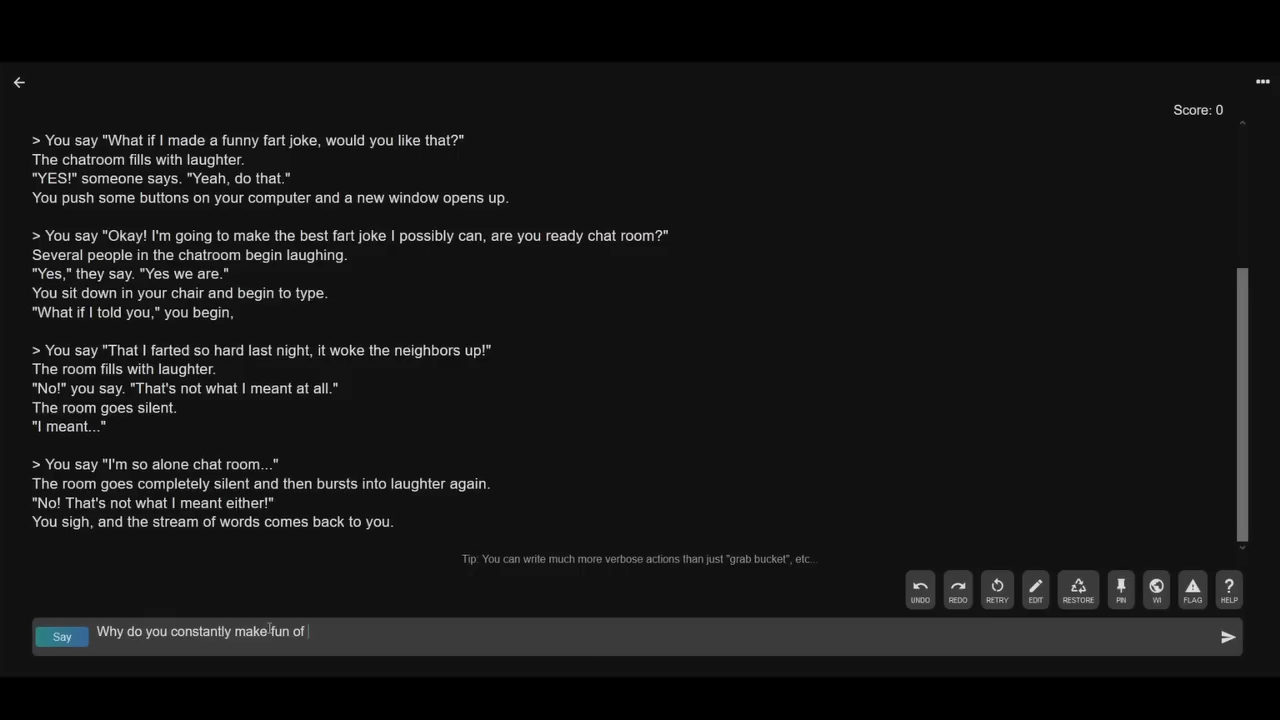 Score: 0
> You say "What if I made a funny fart joke, would you like that?"
The chatroom fills with laughter.
"YES!" someone says. "Yeah, do that."
You push some buttons on your computer and a new window opens up.
> You say "Okay! I'm going to make the best fart joke I possibly can, are you ready chat room?"
Several people in the chatroom begin laughing.
"Yes," they say. "Yes we are."
You sit down in your chair and begin to type.
"What if I told you," you begin,
> You say "That I farted so hard last night, it woke the neighbors up!"
The room fills with laughter.
"No!" you say. "That's not what I meant at all."
The room goes silent.
"I meant..."
> You say "I'm so alone chat room..."
The room goes completely silent and then bursts into laughter again.
"No! That's not what I meant either!"
You sigh, and the stream of words comes back to you.
Tip: You can write much more verbose actions than just "grab bucket", etc...
UNDO REDO RETRY EDIT RESTORE PIN WI FLAG HELP
Say Why do you constantly make fun of